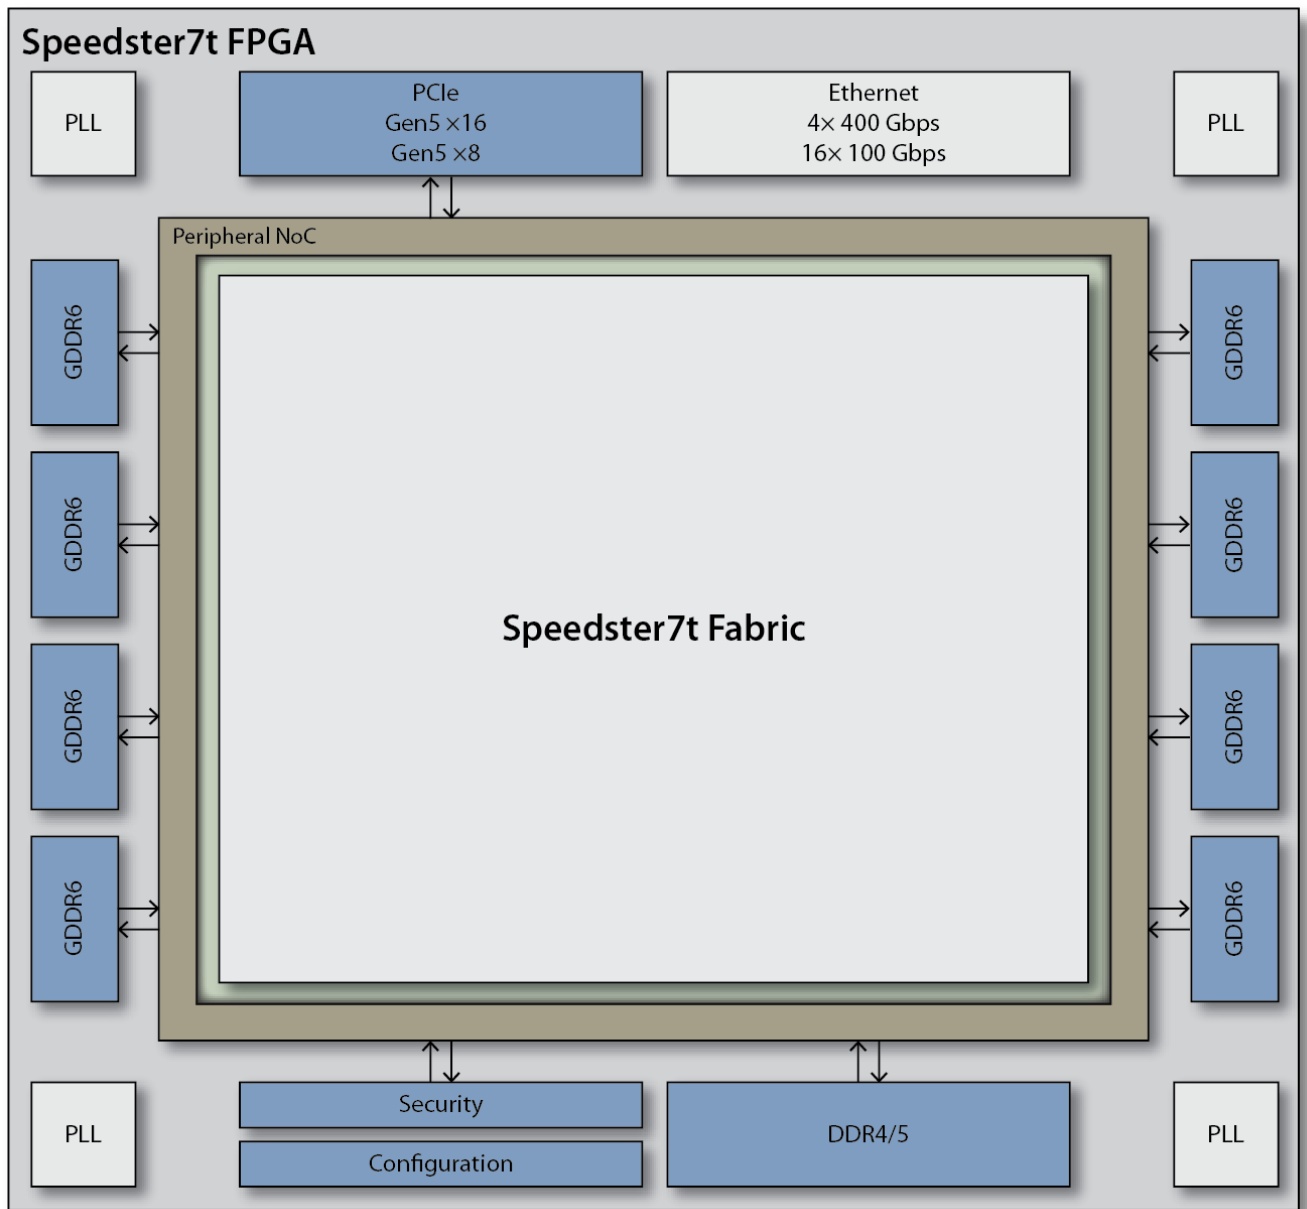 Speedster7t FPGA
PLL
PCIe
Gen5 ×16
Gen5 ×8
Ethernet
4× 400 Gbps
16× 100 Gbps
PLL
Peripheral NoC
GDDR6
GDDR6
GDDR6
GDDR6
Speedster7t Fabric
GDDR6
GDDR6
GDDR6
GDDR6
PLL
Security
Configuration
DDR4/5
PLL